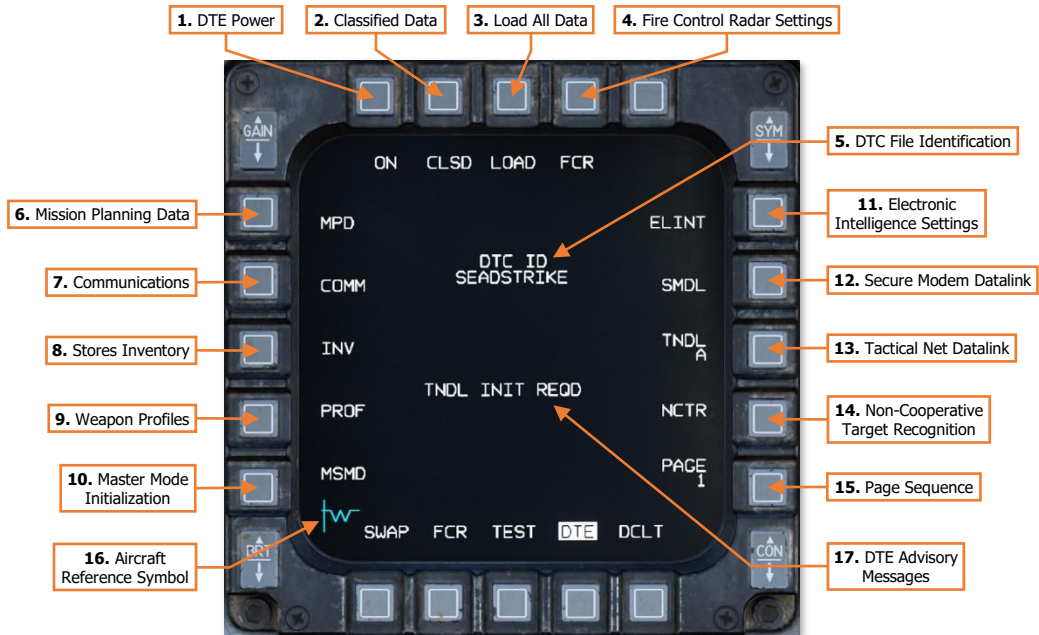 1. DTE Power
2. Classified Data
3. Load All Data
4. Fire Control Radar Settings
GAIN
SYM
5. DTC File Identification
ON CLSD LOAD FCR
6. Mission Planning Data
MPD
ELINT
11. Electronic
Intelligence Settings
DTC ID
SEADSTRIKE
7. Communications
COMM
SMDL
12. Secure Modem Datalink
8. Stores Inventory
INV
TNDL
A
13. Tactical Net Datalink
TNDL INIT REQD
9. Weapon Profiles
PROF
NCTR
14. Non-Cooperative
Target Recognition
10. Master Mode
Initialization
MSMD
PAGE
1
15. Page Sequence
SWAP FCR TEST DTE DCLT
16. Aircraft
Reference Symbol
BRT
CON
17. DTE Advisory
Messages